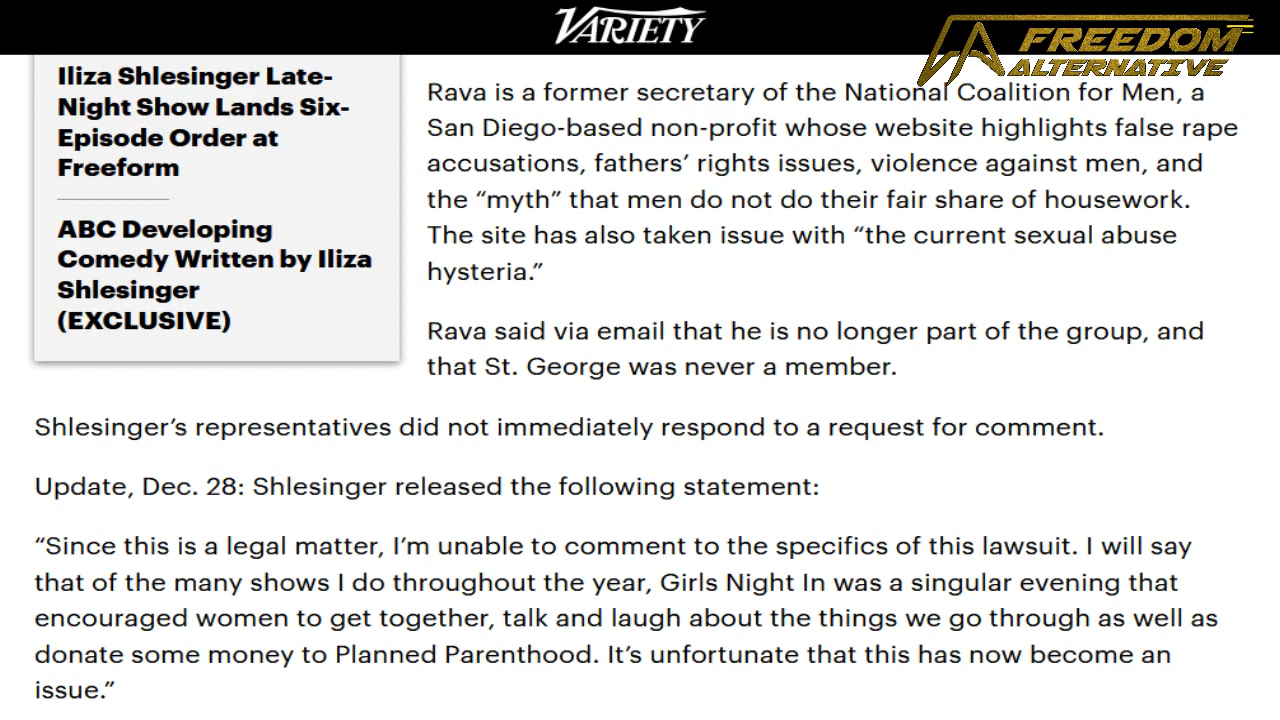 VARIETY
FREEDOM
ALTERNATIVE
Iliza Shlesinger Late-
Night Show Lands Six-
Episode Order at
Freeform
ABC Developing
Comedy Written by Iliza
Shlesinger
(EXCLUSIVE)
Rava is a former secretary of the National Coalition for Men, a
San Diego-based non-profit whose website highlights false rape
accusations, fathers’ rights issues, violence against men, and
the “myth” that men do not do their fair share of housework.
The site has also taken issue with “the current sexual abuse
hysteria.”
Rava said via email that he is no longer part of the group, and
that St. George was never a member.
Shlesinger’s representatives did not immediately respond to a request for comment.
Update, Dec. 28: Shlesinger released the following statement:
“Since this is a legal matter, I’m unable to comment to the specifics of this lawsuit. I will say
that of the many shows I do throughout the year, Girls Night In was a singular evening that
encouraged women to get together, talk and laugh about the things we go through as well as
donate some money to Planned Parenthood. It’s unfortunate that this has now become an
issue.”